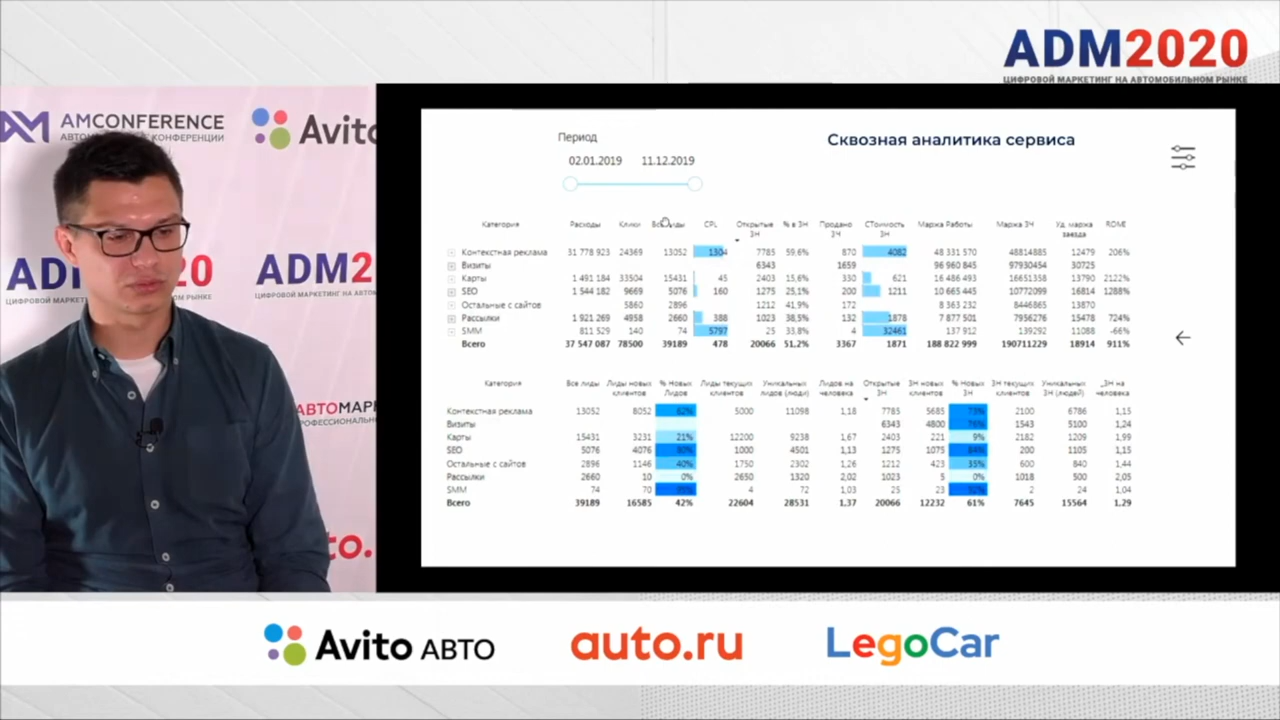 ADM2020
ЦИФРОВОЙ МАРКЕТИНГ НА АВТОМОБИЛЬНОМ РЫНКЕ
AMCONFERENCE
КОНФЕРЕНЦИИ
Avito
ADM
20
ADM2
ЦИФРОВОЙ МАРКЕТИНГ НА
to.
Период
02.01.2019 11.12.2019
Сквозная аналитика сервиса
Категория Расходы Клики Все лиды CPL Открытые ЗН % в ЗН Продано ЗЧ Стоимость ЗН Маржа Работы Маржа ЗЧ Уд. маржа заезда ROMI
Контекстная реклама 31 778 923 24369 13052 1304 7785 59,6% 870 4082 48 331 570 48814885 12479 206%
Визиты 6343 1659 96 960 845 97930454 30725
Карты 1 491 184 33504 15431 45 2403 15,6% 330 621 16 486 493 16651358 13790 2122%
SEO 1 544 182 9669 5076 160 1275 25,1% 200 1211 10 665 445 10772099 16814 1288%
Остальные с сайтов 5860 2896 1212 41,9% 172 8 363 232 8446865 13870
Рассылки 1 921 269 4958 2660 388 1023 38,5% 132 1878 7 877 501 7956276 15478 724%
SMM 811 529 140 74 5797 25 33,8% 4 32461 137 912 139292 11088 -66%
Всего 37 547 087 78500 39189 478 20066 51,2% 3367 1871 188 822 999 190711229 18914 911%
Категория Все лиды Лиды новых клиентов % Новых Лидов Лиды текущих клиентов Уникальных лидов (люди) Лидов на человека Открытые ЗН ЗН новых клиентов % Новых ЗН ЗН текущих клиентов Уникальных ЗН (людей) ЗН на человека
Контекстная реклама 13052 8052 62% 5000 11098 1,18 7785 5685 73% 2100 6786 1,15
Визиты 6343 4800 76% 1543 5100 1,24
Карты 15431 3231 21% 12200 9238 1,67 2403 221 9% 2182 1209 1,99
SEO 5076 4076 80% 1000 4501 1,13 1275 1075 84% 200 1105 1,15
Остальные с сайтов 2896 1146 40% 1750 2302 1,26 1212 423 35% 600 840 1,44
Рассылки 2660 10 0% 2650 1320 2,02 1023 5 0% 1018 500 2,05
SMM 74 70 4 72 1,03 25 23 2 24 1,04
Всего 39189 16585 42% 22604 28531 1,37 20066 12232 61% 7645 15564 1,29
Avito АВТО
auto.ru
LegoCar